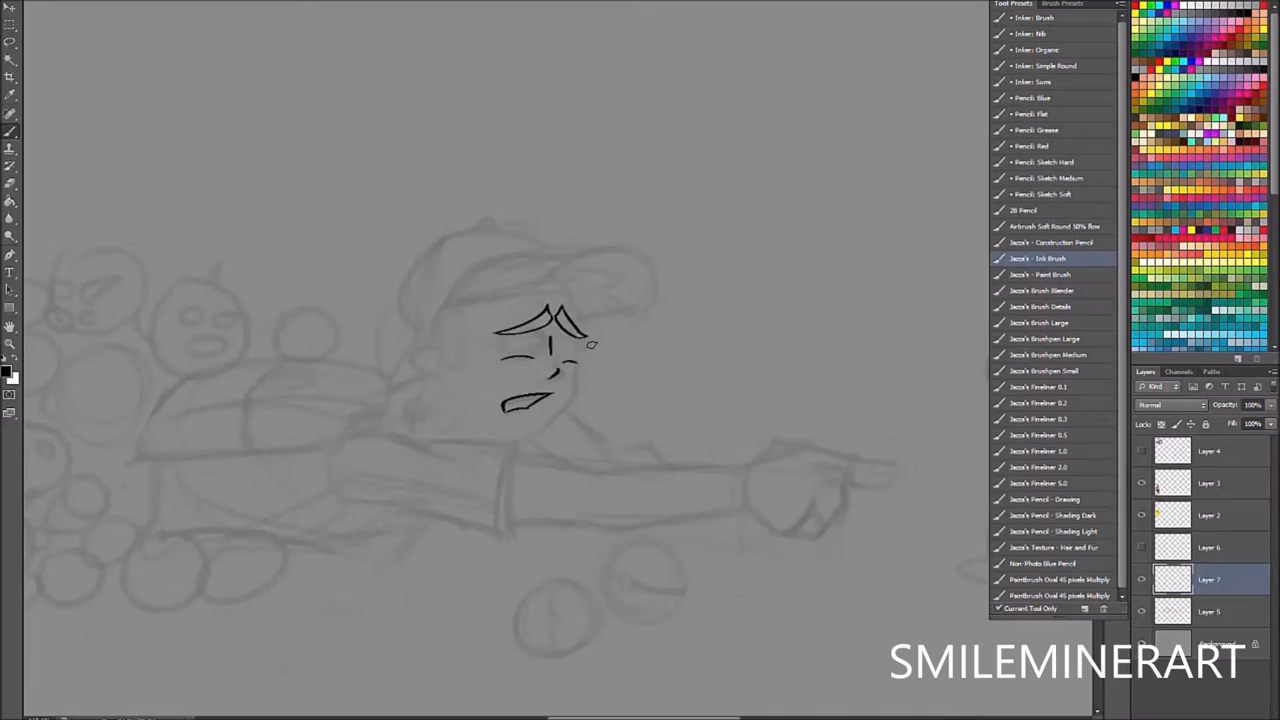 Tool Presets
Brush Presets
• Inker: Brush
• Inker: Nib
• Inker: Organic
• Inker: Simple Round
• Inker: Sumi
• Pencil: Blue
• Pencil: Flat
• Pencil: Grease
• Pencil: Red
• Pencil: Sketch Hard
• Pencil: Sketch Medium
• Pencil: Sketch Soft
2B Pencil
Airbrush Soft Round 50% flow
Jazza's - Construction Pencil
Jazza's - Ink Brush
Jazza's - Paint Brush
Jazza's Brush Blender
Jazza's Brush Details
Jazza's Brush Large
Jazza's Brushpen Large
Jazza's Brushpen Medium
Jazza's Brushpen Small
Jazza's Fineliner 0.1
Jazza's Fineliner 0.2
Jazza's Fineliner 0.3
Jazza's Fineliner 0.5
Jazza's Fineliner 1.0
Jazza's Fineliner 2.0
Jazza's Fineliner 5.0
Jazza's Pencil - Drawing
Jazza's Pencil - Shading Dark
Jazza's Pencil - Shading Light
Jazza's Texture - Hair and Fur
Non-Photo Blue Pencil
Paintbrush Oval 45 pixels Multiply
Paintbrush Oval 45 pixels Multiply
Current Tool Only
Layers
Channels
Paths
Kind
Normal
Opacity: 100%
Lock:
Fill: 100%
Layer 4
Layer 3
Layer 2
Layer 6
Layer 7
Layer 5
Background
SMILEMINERART